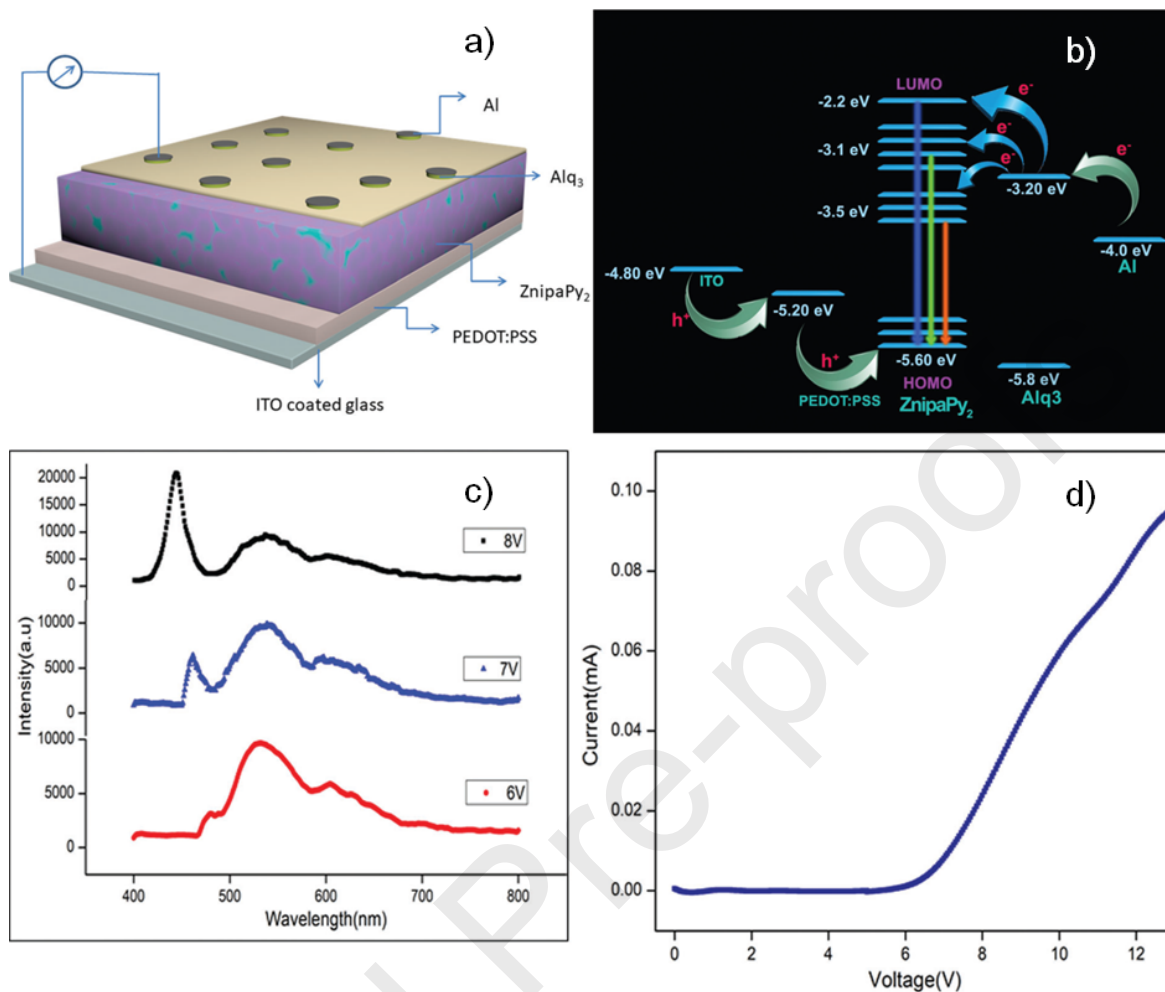 a)
Al
Alq3
ZnipaPy2
PEDOT:PSS
ITO coated glass
b)
LUMO
-2.2 eV
-3.1 eV
-3.5 eV
e-
e-
e-
e-
-3.20 eV
-4.0 eV
Al
-4.80 eV
ITO
h+
-5.20 eV
h+
PEDOT:PSS
-5.60 eV
HOMO
ZnipaPy2
-5.8 eV
Alq3
c)
20000
15000
10000
5000
0
8V
10000
5000
0
7V
10000
5000
0
6V
Intensity(a.u)
400
500
600
700
800
Wavelength(nm)
d)
0.10
0.08
0.06
0.04
0.02
0.00
Current(mA)
0
2
4
6
8
10
12
Voltage(V)
Pre-proo